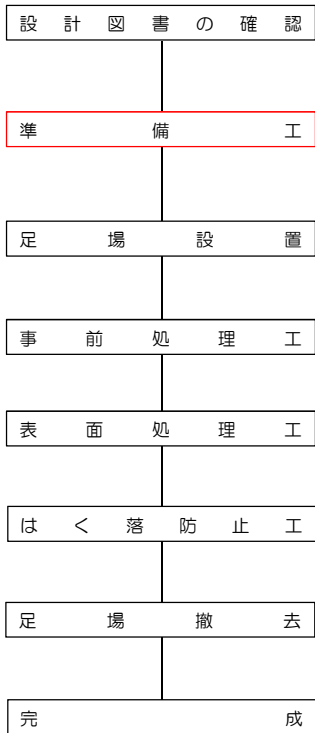 設計図書の確認
準備工
足場設置
事前処理工
表面処理工
はく落防止工
足場撤去
完成